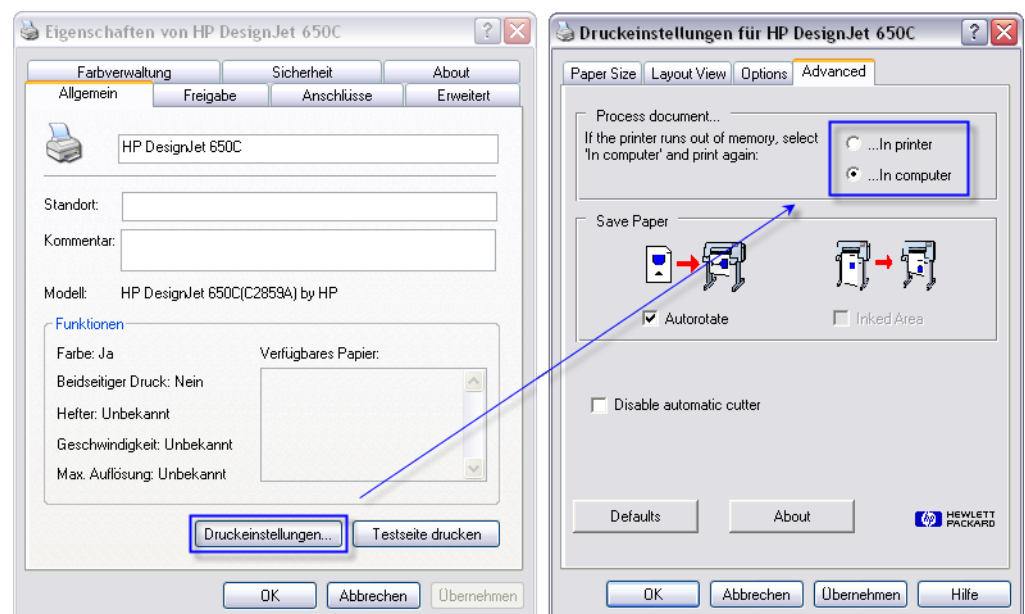 Eigenschaften von HP DesignJet 650C
Farbverwaltung Sicherheit About
Allgemein Freigabe Anschlüsse Erweitert
HP DesignJet 650C
Standort:
Kommentar:
Modell: HP DesignJet 650C(C2859A) by HP
Funktionen
Farbe: Ja Verfügbares Papier:
Beidseitiger Druck: Nein
Hefter: Unbekannt
Geschwindigkeit: Unbekannt
Max. Auflösung: Unbekannt
Druckeinstellungen... Testseite drucken
OK Abbrechen Übernehmen
Druckeinstellungen für HP DesignJet 650C
Paper Size Layout View Options Advanced
Process document...
If the printer runs out of memory, select
'In computer' and print again:
...In printer
...In computer
Save Paper
Autorotate Inked Area
Disable automatic cutter
Defaults About
hp HEWLETT
PACKARD
OK Abbrechen Übernehmen Hilfe